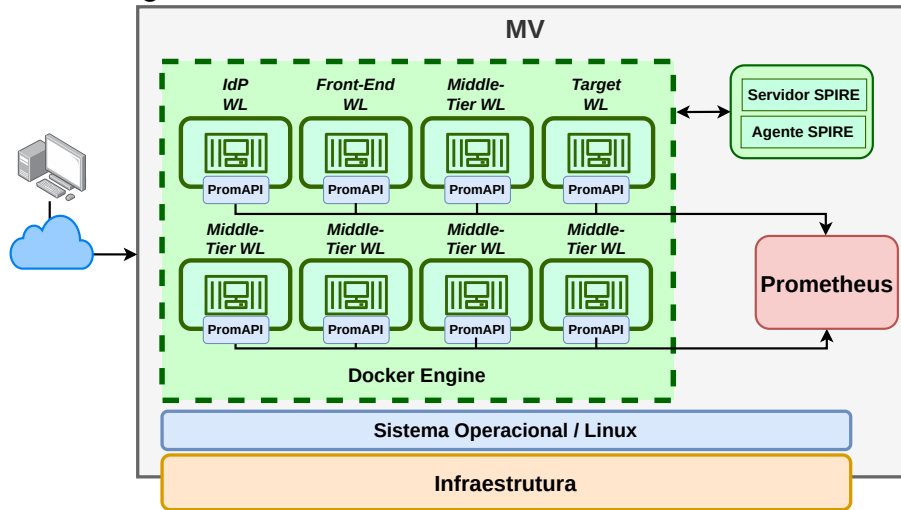 MV
IdP
WL
Front-End
WL
Middle-
Tier WL
Target
WL
PromAPI
PromAPI
PromAPI
PromAPI
Middle-
Tier WL
Middle-
Tier WL
Middle-
Tier WL
Middle-
Tier WL
PromAPI
PromAPI
PromAPI
PromAPI
Docker Engine
Servidor SPIRE
Agente SPIRE
Prometheus
Sistema Operacional / Linux
Infraestrutura